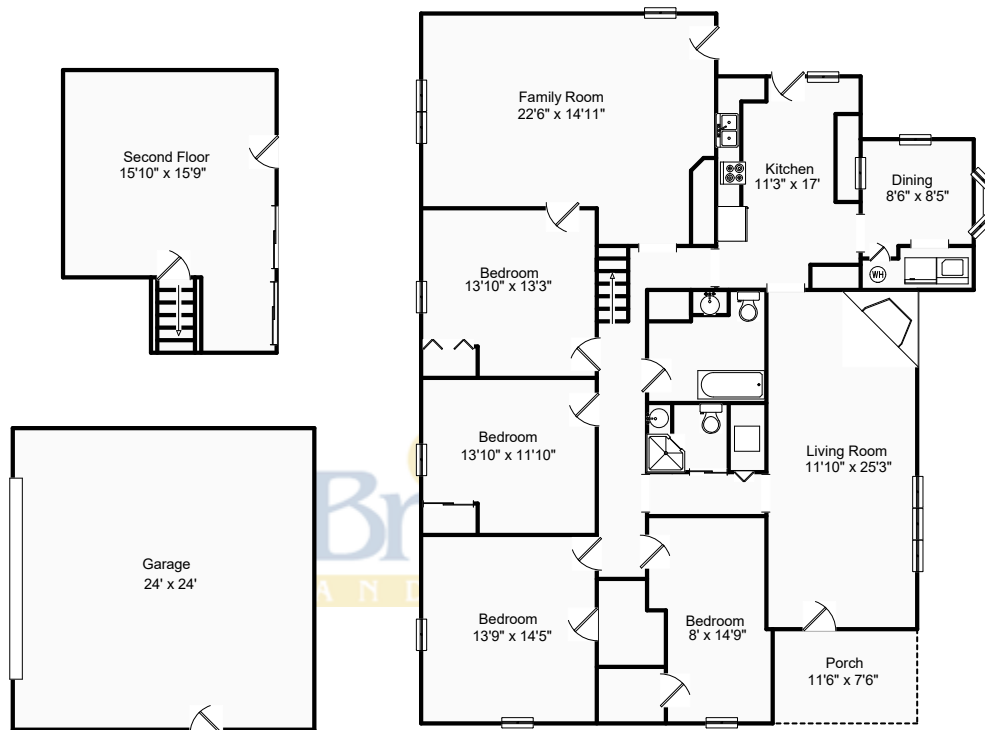 Second Floor
15'10" x 15'9"
Garage
24' x 24'
Family Room
22'6" x 14'11"
Kitchen
11'3" x 17'
Dining
8'6" x 8'5"
WH
Bedroom
13'10" x 13'3"
Bedroom
13'10" x 11'10"
Living Room
11'10" x 25'3"
Bedroom
13'9" x 14'5"
Bedroom
8' x 14'9"
Porch
11'6" x 7'6"